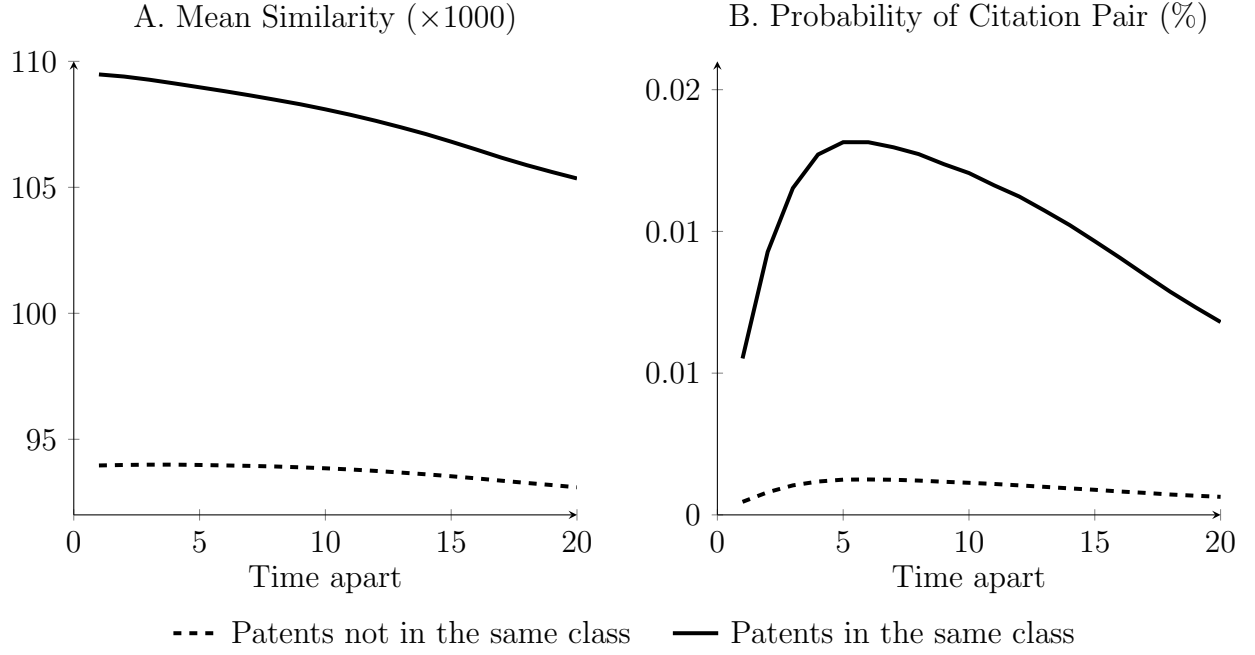 A. Mean Similarity (×1000)
110
105
100
95
0 5 10 15 20
Time apart
B. Probability of Citation Pair (%)
0.02
0.01
0.01
0
0 5 10 15 20
Time apart
Patents not in the same class Patents in the same class